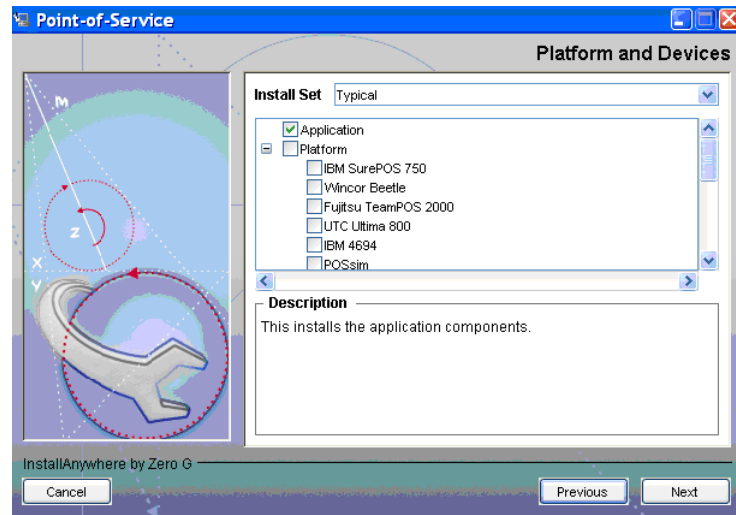 Point-of-Service
Platform and Devices
M
Z
X
Y
Install Set Typical
Application
Platform
IBM SurePOS 750
Wincor Beetle
Fujitsu TeamPOS 2000
UTC Ultima 800
IBM 4694
POSsim
Description
This installs the application components.
InstallAnywhere by Zero G
Cancel Previous Next